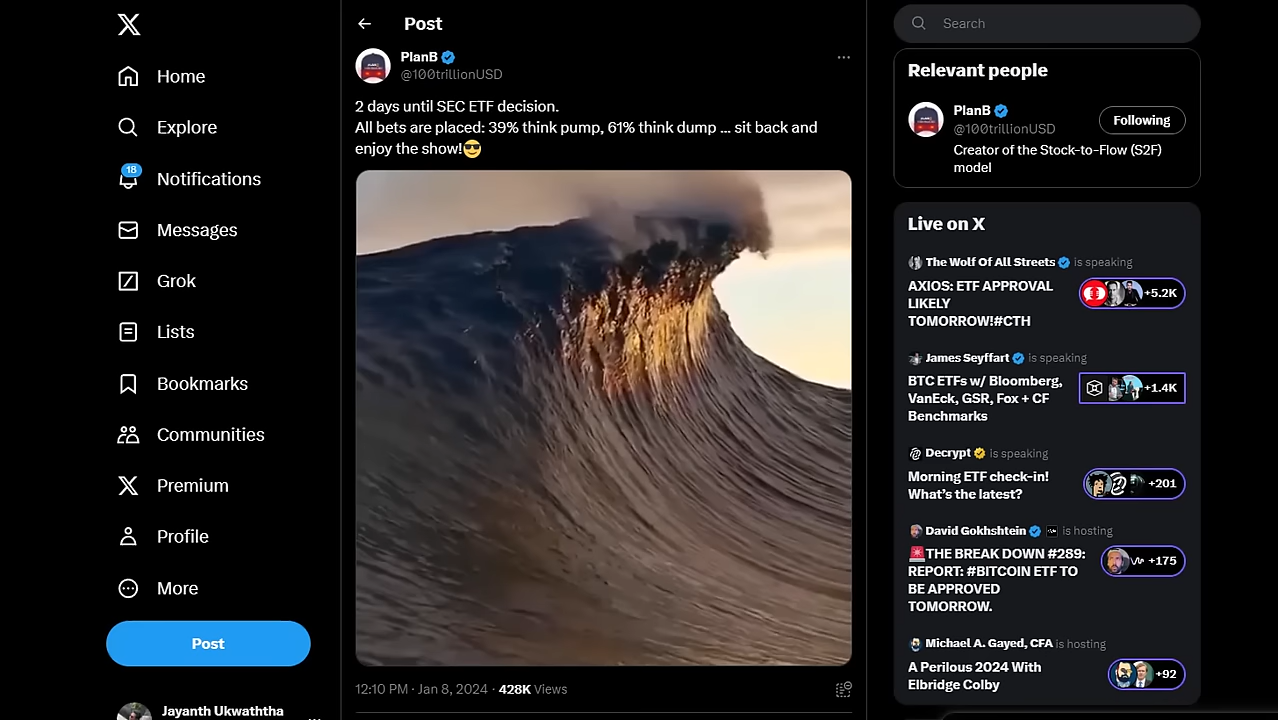 Home
Explore
18
Notifications
Messages
Grok
Lists
Bookmarks
Communities
Premium
Profile
More
Post
Jayanth Ukwaththa
Post
PlanB
@100trillionUSD
2 days until SEC ETF decision.
All bets are placed: 39% think pump, 61% think dump ... sit back and
enjoy the show!😎
12:10 PM · Jan 8, 2024 · 428K Views
Search
Relevant people
PlanB
@100trillionUSD
Following
Creator of the Stock-to-Flow (S2F)
model
Live on X
The Wolf Of All Streets is speaking
AXIOS: ETF APPROVAL
LIKELY
TOMORROW!#CTH
+5.2K
James Seyffart is speaking
BTC ETFs w/ Bloomberg,
VanEck, GSR, Fox + CF
Benchmarks
+1.4K
Decrypt is speaking
Morning ETF check-in!
What's the latest?
+201
David Gokhshtein is hosting
🚨THE BREAK DOWN #289:
REPORT: #BITCOIN ETF TO
BE APPROVED
TOMORROW.
+175
Michael A. Gayed, CFA is hosting
A Perilous 2024 With
Elbridge Colby
+92